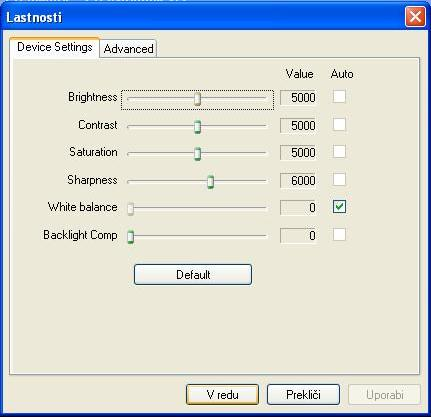 Lastnosti
Device Settings Advanced
Value Auto
Brightness 5000
Contrast 5000
Saturation 5000
Sharpness 6000
White balance 0
Backlight Comp 0
Default
V redu Prekliči Uporabi